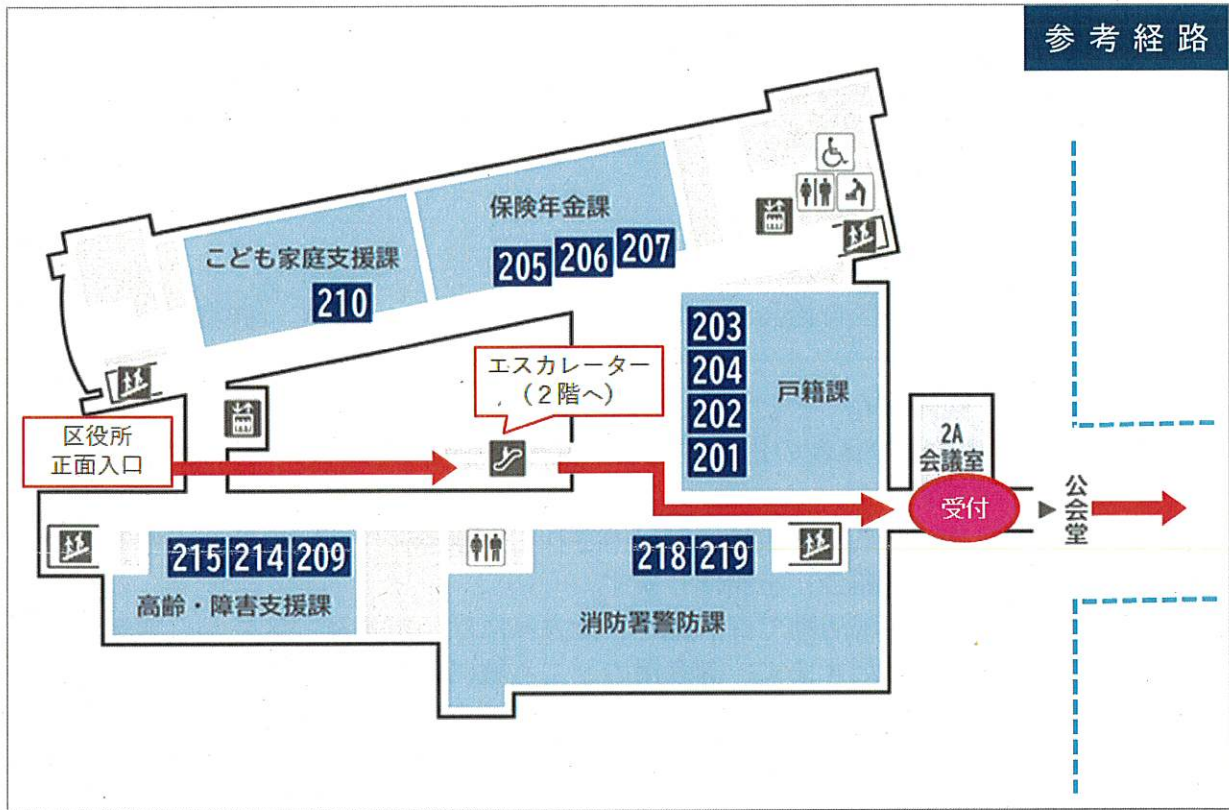 参考経路
保険年金課
205 206 207
こども家庭支援課
210
エスカレーター
（２階へ）
203
204
202
201
戸籍課
区役所
正面入口
2A
会議室
受付
公会堂
215 214 209
高齢・障害支援課
218 219
消防署警防課